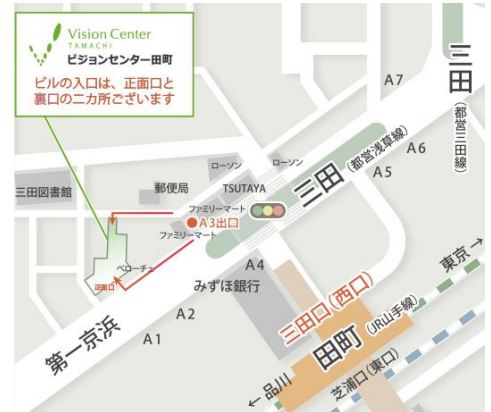 Vision Center
TAMACHI
ビジョンセンター田町
ビルの入口は、正面口と
裏口の二カ所ございます
三田
(都営三田線)
A7
A6
A5
三田
(都営浅草線)
ローソン
ローソン
TSUTAYA
郵便局
三田図書館
ファミリーマート
A3出口
ファミリーマート
ベローチェ
正面口
A4
みずほ銀行
三田口(西口)
東京→
田町
(JR山手線)
A2
A1
第一京浜
芝浦口(東口)
←品川